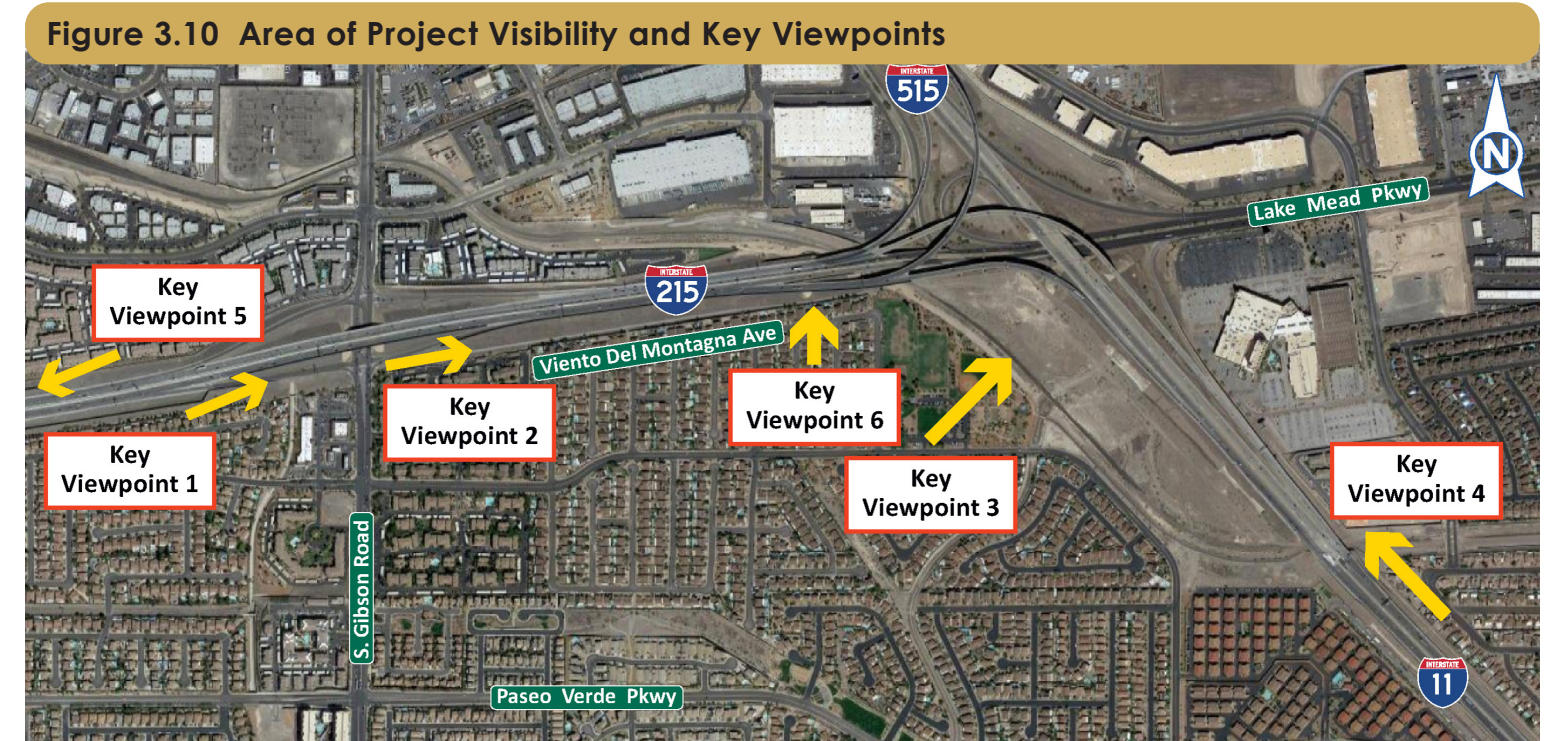 Figure 3.10 Area of Project Visibility and Key Viewpoints
INTERSTATE
515
N
Lake Mead Pkwy
Key
Viewpoint 5
INTERSTATE
215
Viento Del Montagna Ave
Key
Viewpoint 1
Key
Viewpoint 2
Key
Viewpoint 6
Key
Viewpoint 3
Key
Viewpoint 4
S. Gibson Road
Paseo Verde Pkwy
INTERSTATE
11